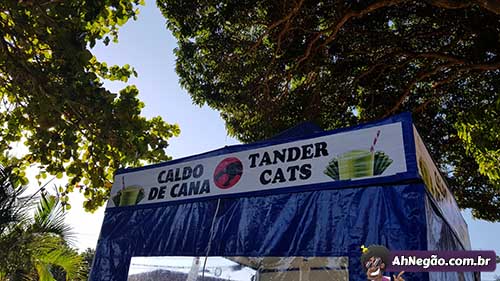 CALDO
DE CANA
TANDER
CATS
AhNegão.com.br